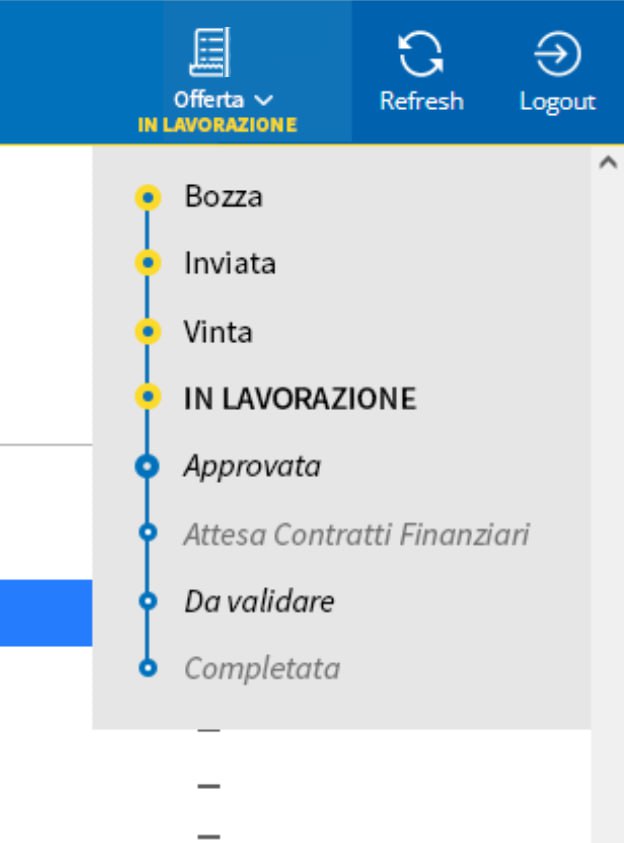 Offerta
IN LAVORAZIONE
Refresh
Logout
Bozza
Inviata
Vinta
IN LAVORAZIONE
Approvata
Attesa Contratti Finanziari
Da validare
Completata